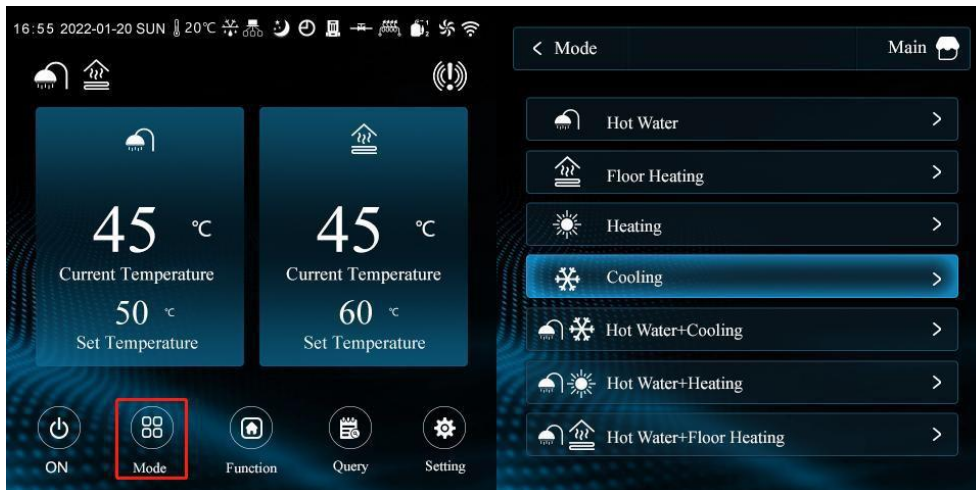 16:55 2022-01-20 SUN 20℃
45 ℃
Current Temperature
50 ℃
Set Temperature
45 ℃
Current Temperature
60 ℃
Set Temperature
ON
Mode
Function
Query
Setting
< Mode
Main
Hot Water >
Floor Heating >
Heating >
Cooling >
Hot Water+Cooling >
Hot Water+Heating >
Hot Water+Floor Heating >